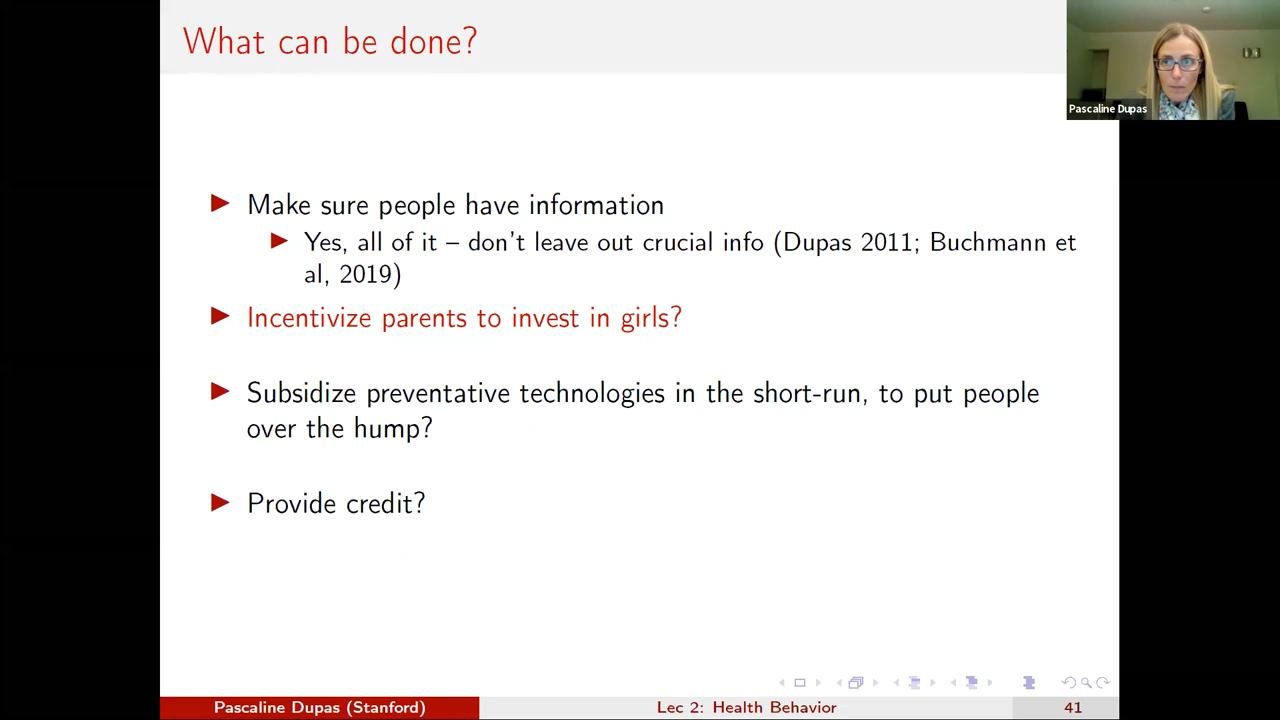 What can be done?
Pascaline Dupas
Make sure people have information
Yes, all of it – don't leave out crucial info (Dupas 2011; Buchmann et
al, 2019)
Incentivize parents to invest in girls?
Subsidize preventative technologies in the short-run, to put people
over the hump?
Provide credit?
Pascaline Dupas (Stanford)
Lec 2: Health Behavior
41